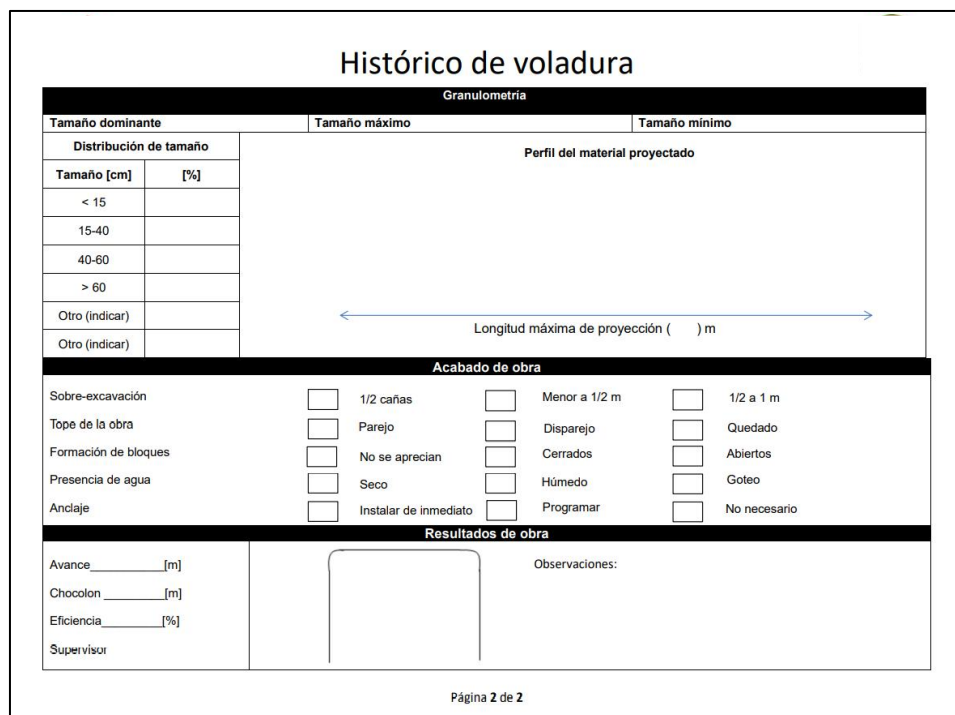 Histórico de voladura
Granulometría
Tamaño dominante Tamaño máximo Tamaño mínimo
Distribución de tamaño
Perfil del material proyectado
Tamaño [cm] [%]
< 15
15-40
40-60
> 60
Otro (indicar)
Longitud máxima de proyección ( ) m
Otro (indicar)
Acabado de obra
Sobre-excavación 1/2 cañas Menor a 1/2 m 1/2 a 1 m
Tope de la obra Parejo Disparejo Quedado
Formación de bloques No se aprecian Cerrados Abiertos
Presencia de agua Seco Húmedo Goteo
Anclaje Instalar de inmediato Programar No necesario
Resultados de obra
Avance___________[m] Observaciones:
Chocolon _________[m]
Eficiencia_________[%]
Supervisor
Página 2 de 2